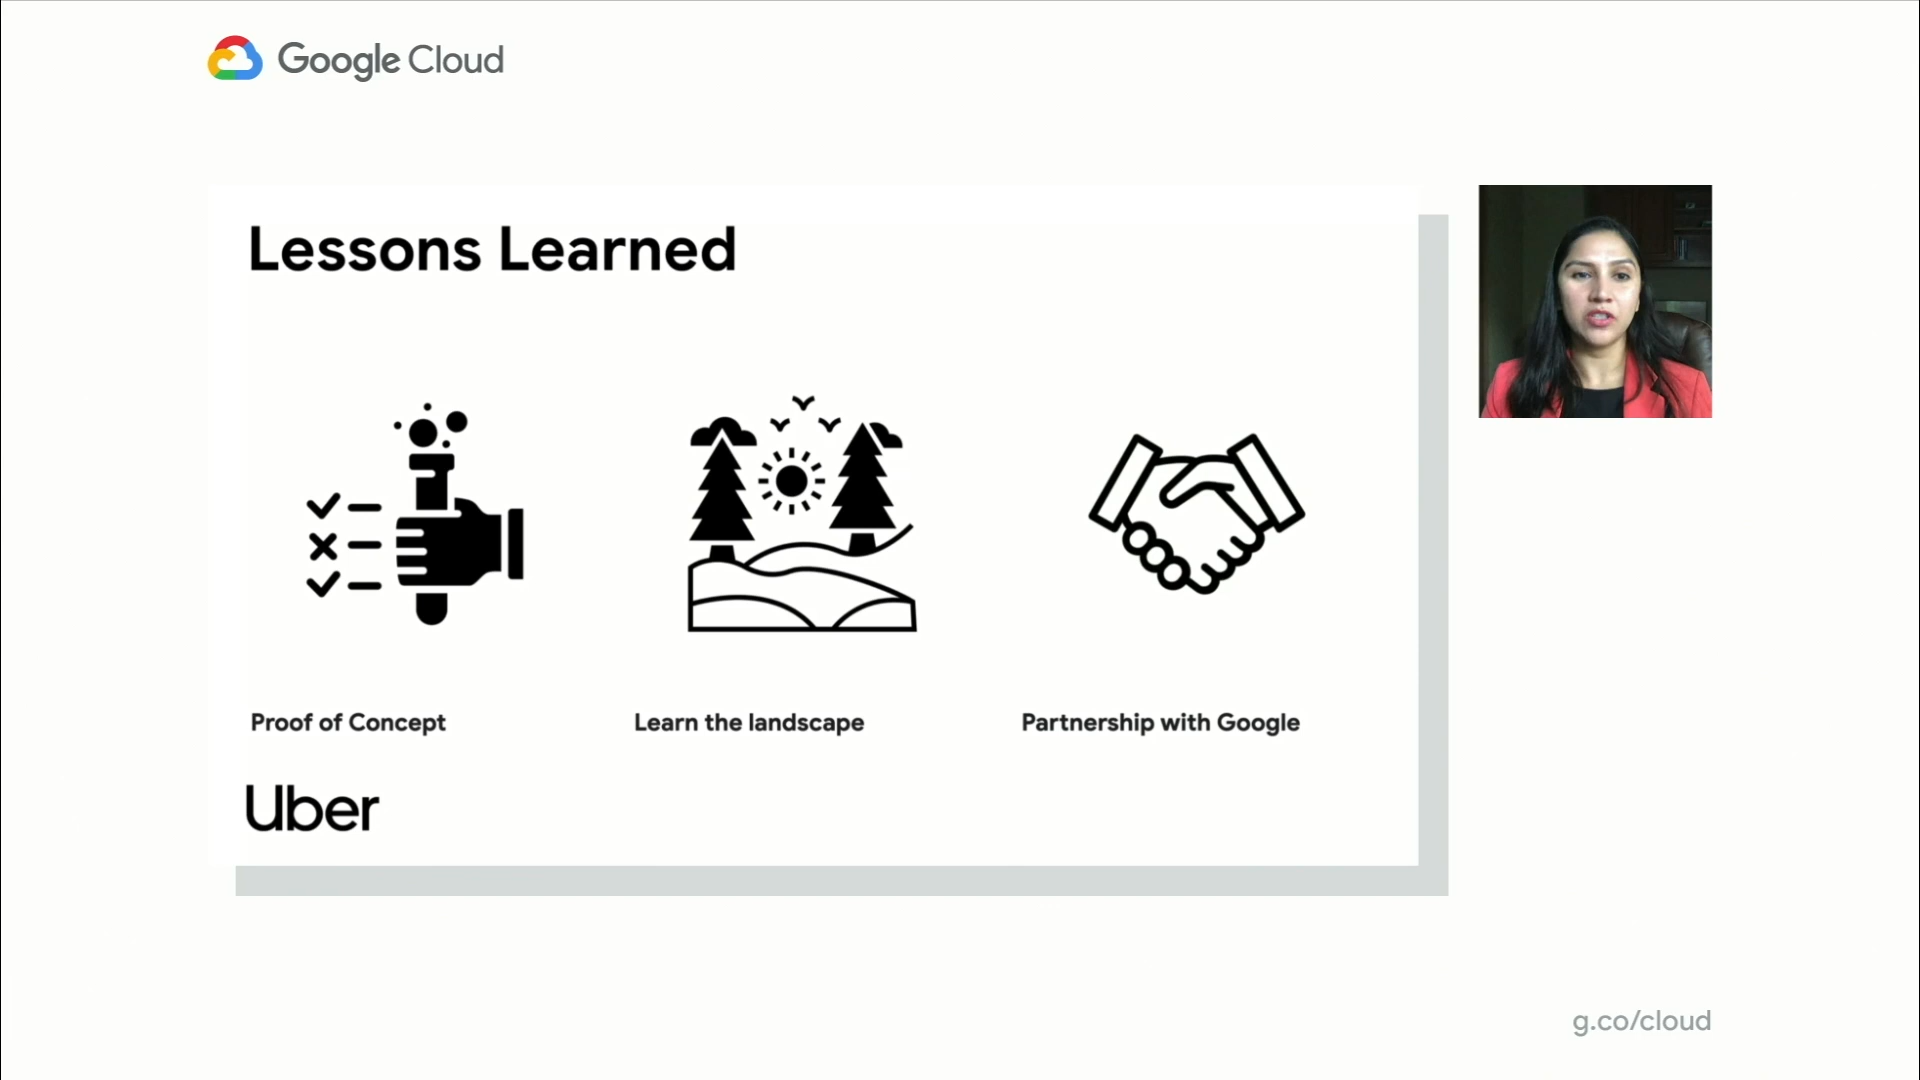 Google Cloud
Lessons Learned
Proof of Concept
Learn the landscape
Partnership with Google
Uber
g.co/cloud